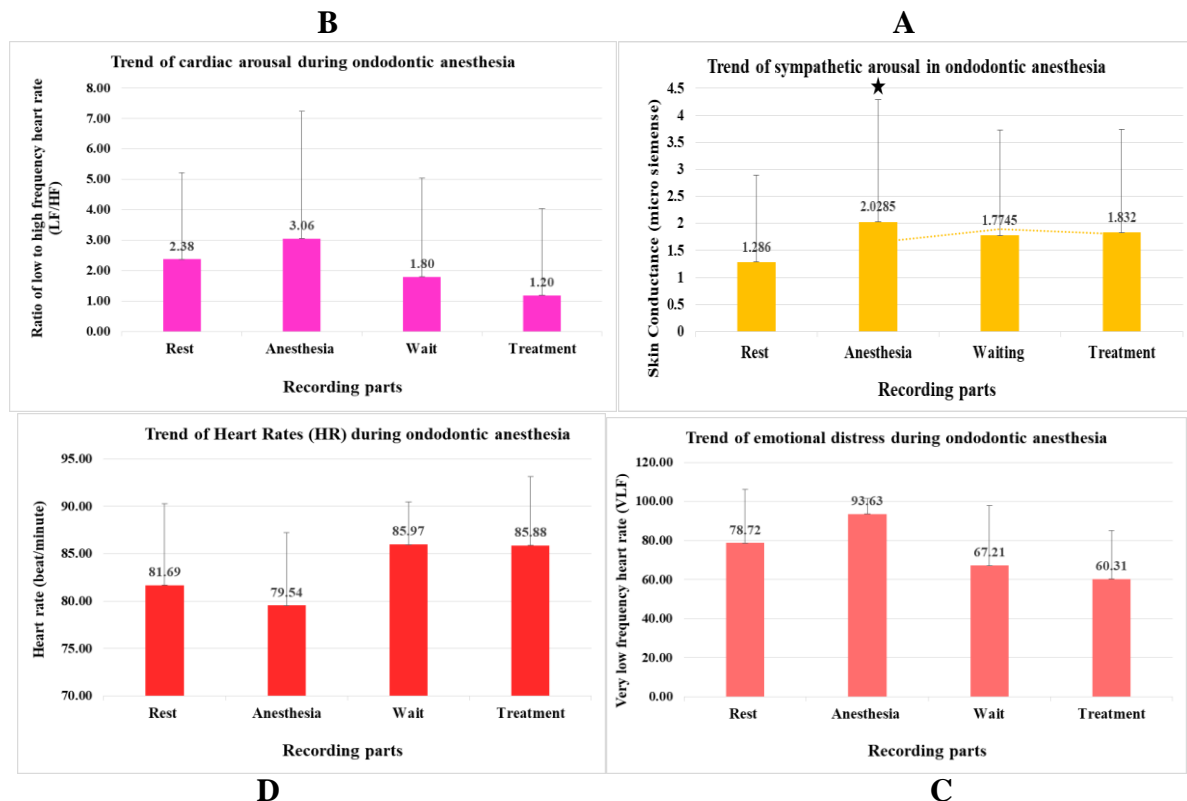 B
A
Trend of cardiac arousal during ondodontic anesthesia
Ratio of low to high frequency heart rate
(LF/HF)
8.00
7.00
6.00
5.00
4.00
3.00
2.00
1.00
0.00
2.38
3.06
1.80
1.20
Rest Anesthesia Wait Treatment
Recording parts
Trend of sympathetic arousal in ondodontic anesthesia
Skin Conductance (micro siemense)
4.5
4
3.5
3
2.5
2
1.5
1
0.5
0
★
1.286
2.0285
1.7745
1.832
Rest Anesthesia Waiting Treatment
Recording parts
Trend of Heart Rates (HR) during ondodontic anesthesia
Heart rate (beat/minute)
95.00
90.00
85.00
80.00
75.00
70.00
81.69
79.54
85.97
85.88
Rest Anesthesia Wait Treatment
Recording parts
Trend of emotional distress during ondodontic anesthesia
Very low frequency heart rate (VLF)
120.00
100.00
80.00
60.00
40.00
20.00
0.00
78.72
93.63
67.21
60.31
Rest Anesthesia Wait Treatment
Recording parts
D
C